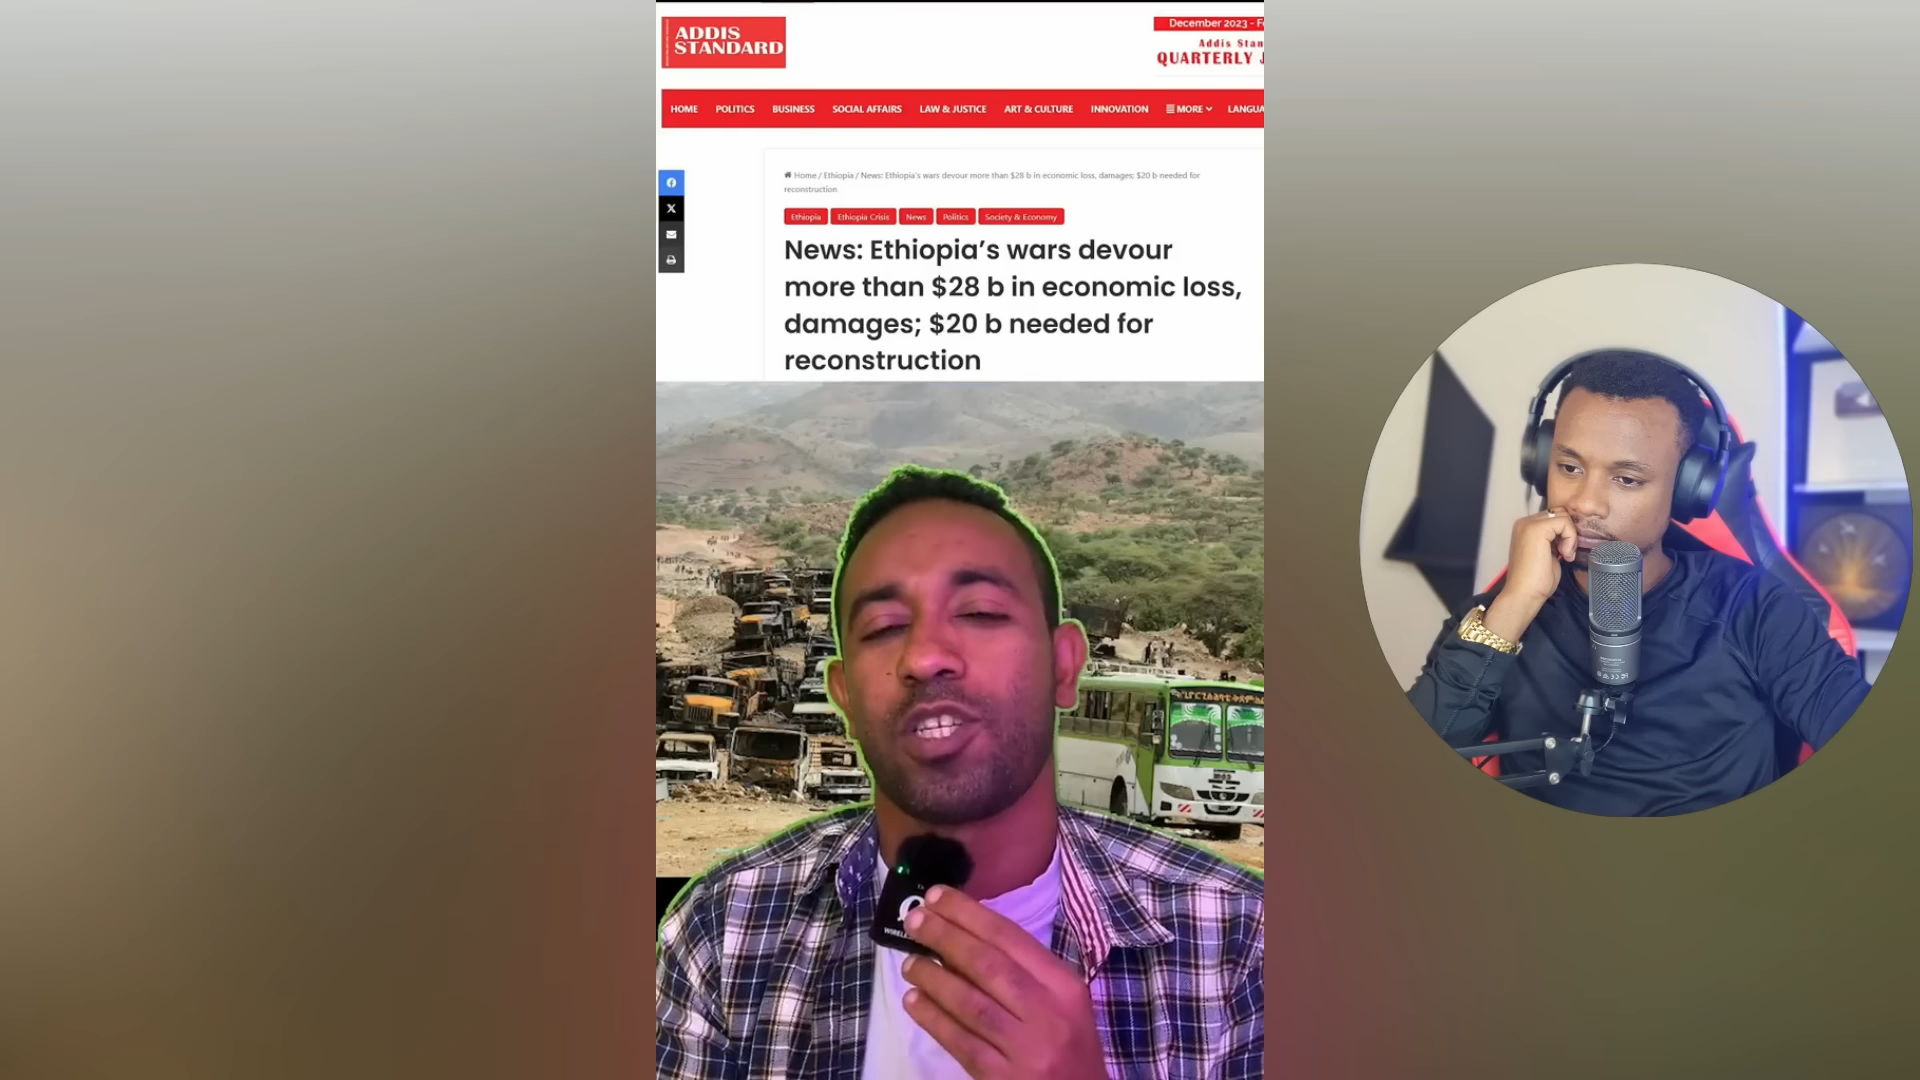 ADDIS
STANDARD
December 2023 - F
Addis Stan
QUARTERLY J
HOME POLITICS BUSINESS SOCIAL AFFAIRS LAW & JUSTICE ART & CULTURE INNOVATION MORE LANGUA
Home / Ethiopia / News: Ethiopia's wars devour more than $28 b in economic loss, damages; $20 b needed for
reconstruction
Ethiopia Ethiopia Crisis News Politics Society & Economy
News: Ethiopia's wars devour
more than $28 b in economic loss,
damages; $20 b needed for
reconstruction